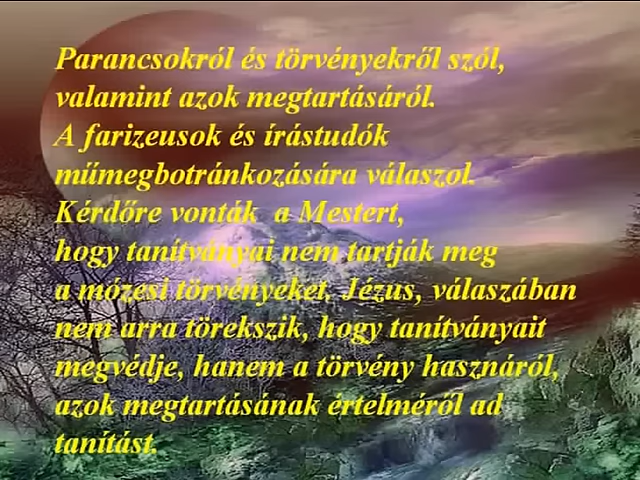 Parancsokról és törvényekről szól,
valamint azok megtartásáról.
A farizeusok és írástudók
műmegbotránkozására válaszol.
Kérdőre vonták a Mestert,
hogy tanítványai nem tartják meg
a mózesi törvényeket. Jézus, válaszában
nem arra törekszik, hogy tanítványait
megvédje, hanem a törvény hasznáról,
azok megtartásának értelméről ad
tanítást.